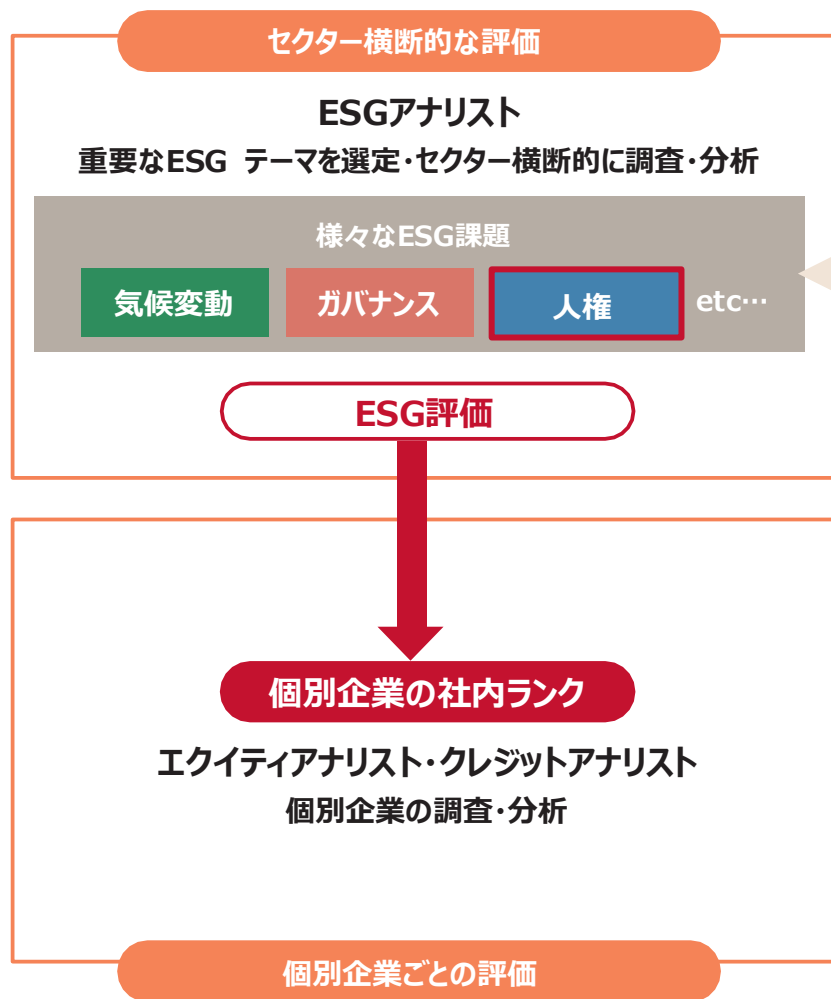 セクター横断的な評価
ESGアナリスト
重要なESG テーマを選定・セクター横断的に調査・分析
様々なESG課題
気候変動
ガバナンス
人権
etc…
ESG評価
個別企業の社内ランク
エクイティアナリスト・クレジットアナリスト
個別企業の調査・分析
個別企業ごとの評価